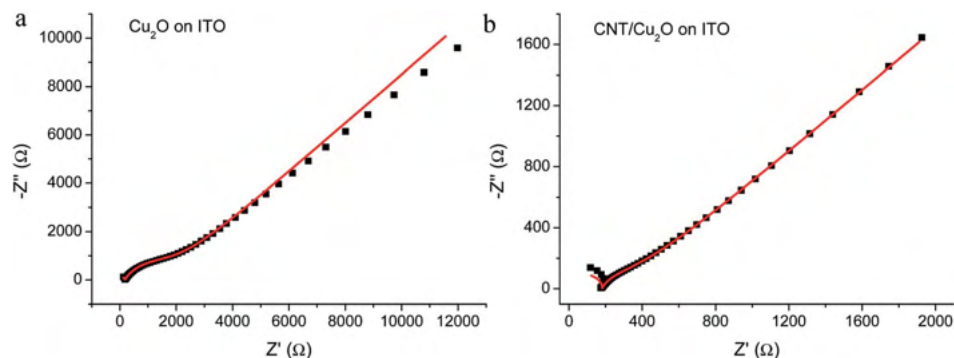 a
Cu₂O on ITO
10000
8000
6000
4000
2000
0
-Z" (Ω)
0 2000 4000 6000 8000 10000 12000
Z' (Ω)
b
CNT/Cu₂O on ITO
1600
1200
800
400
0
-Z" (Ω)
0 400 800 1200 1600 2000
Z' (Ω)